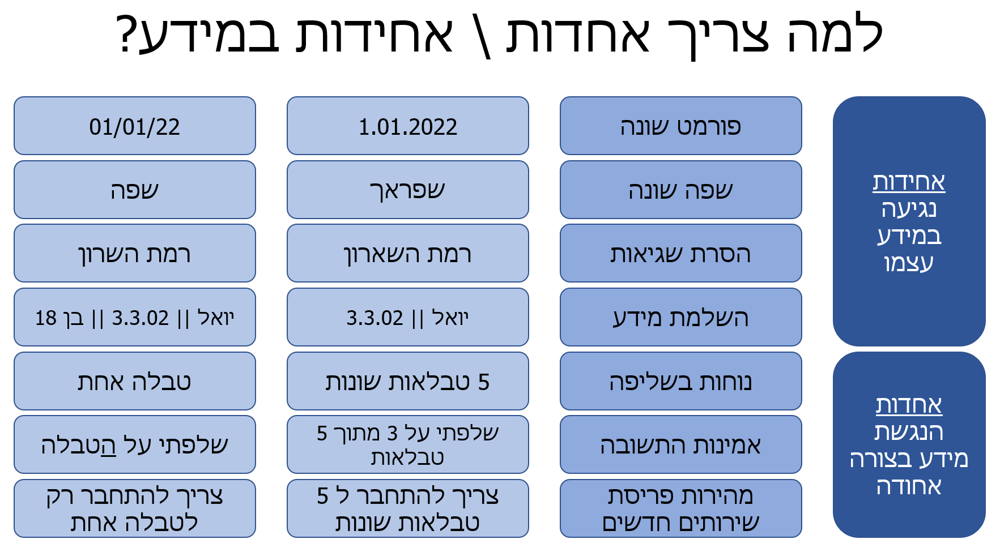 למה צריך אחדות \ אחידות במידע?
אחידות
נגיעה
במידע
עצמו
פורמט שונה
1.01.2022
01/01/22
שפה שונה
שפראך
שפה
הסרת שגיאות
רמת השארון
רמת השרון
השלמת מידע
יואל || 3.3.02
יואל || 3.3.02 || בן 18
אחדות
הנגשת
מידע בצורה
אחודה
נוחות בשליפה
5 טבלאות שונות
טבלה אחת
אמינות התשובה
שלפתי על 3 מתוך 5
טבלאות
שלפתי על הטבלה
מהירות פריסת
שירותים חדשים
צריך להתחבר ל 5
טבלאות שונות
צריך להתחבר רק
לטבלה אחת